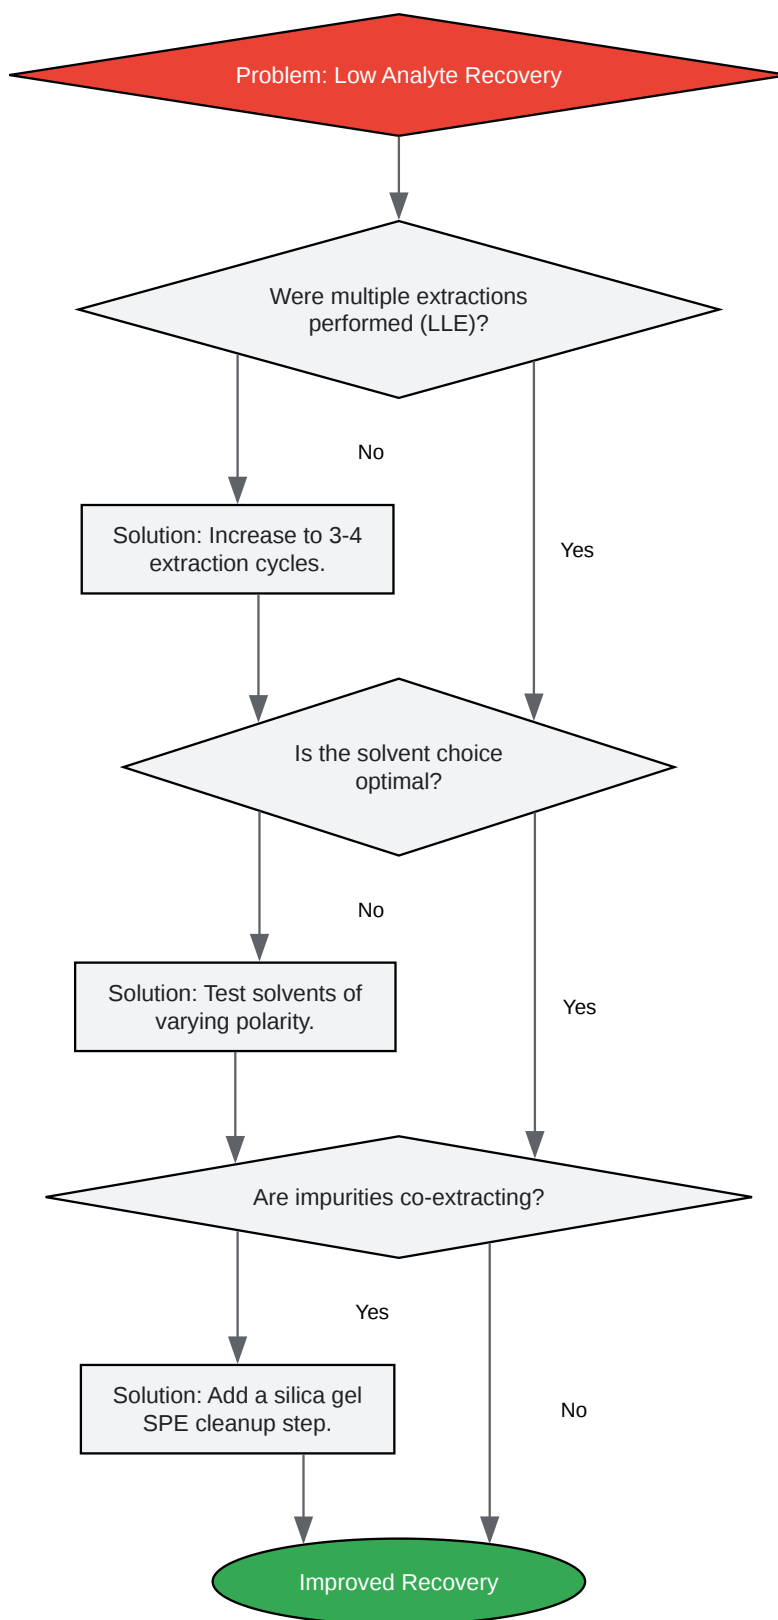 Problem: Low Analyte Recovery
Were multiple extractions
performed (LLE)?
No
Solution: Increase to 3-4
extraction cycles.
Yes
Is the solvent choice
optimal?
No
Solution: Test solvents of
varying polarity.
Yes
Are impurities co-extracting?
Yes
Solution: Add a silica gel
SPE cleanup step.
No
Improved Recovery